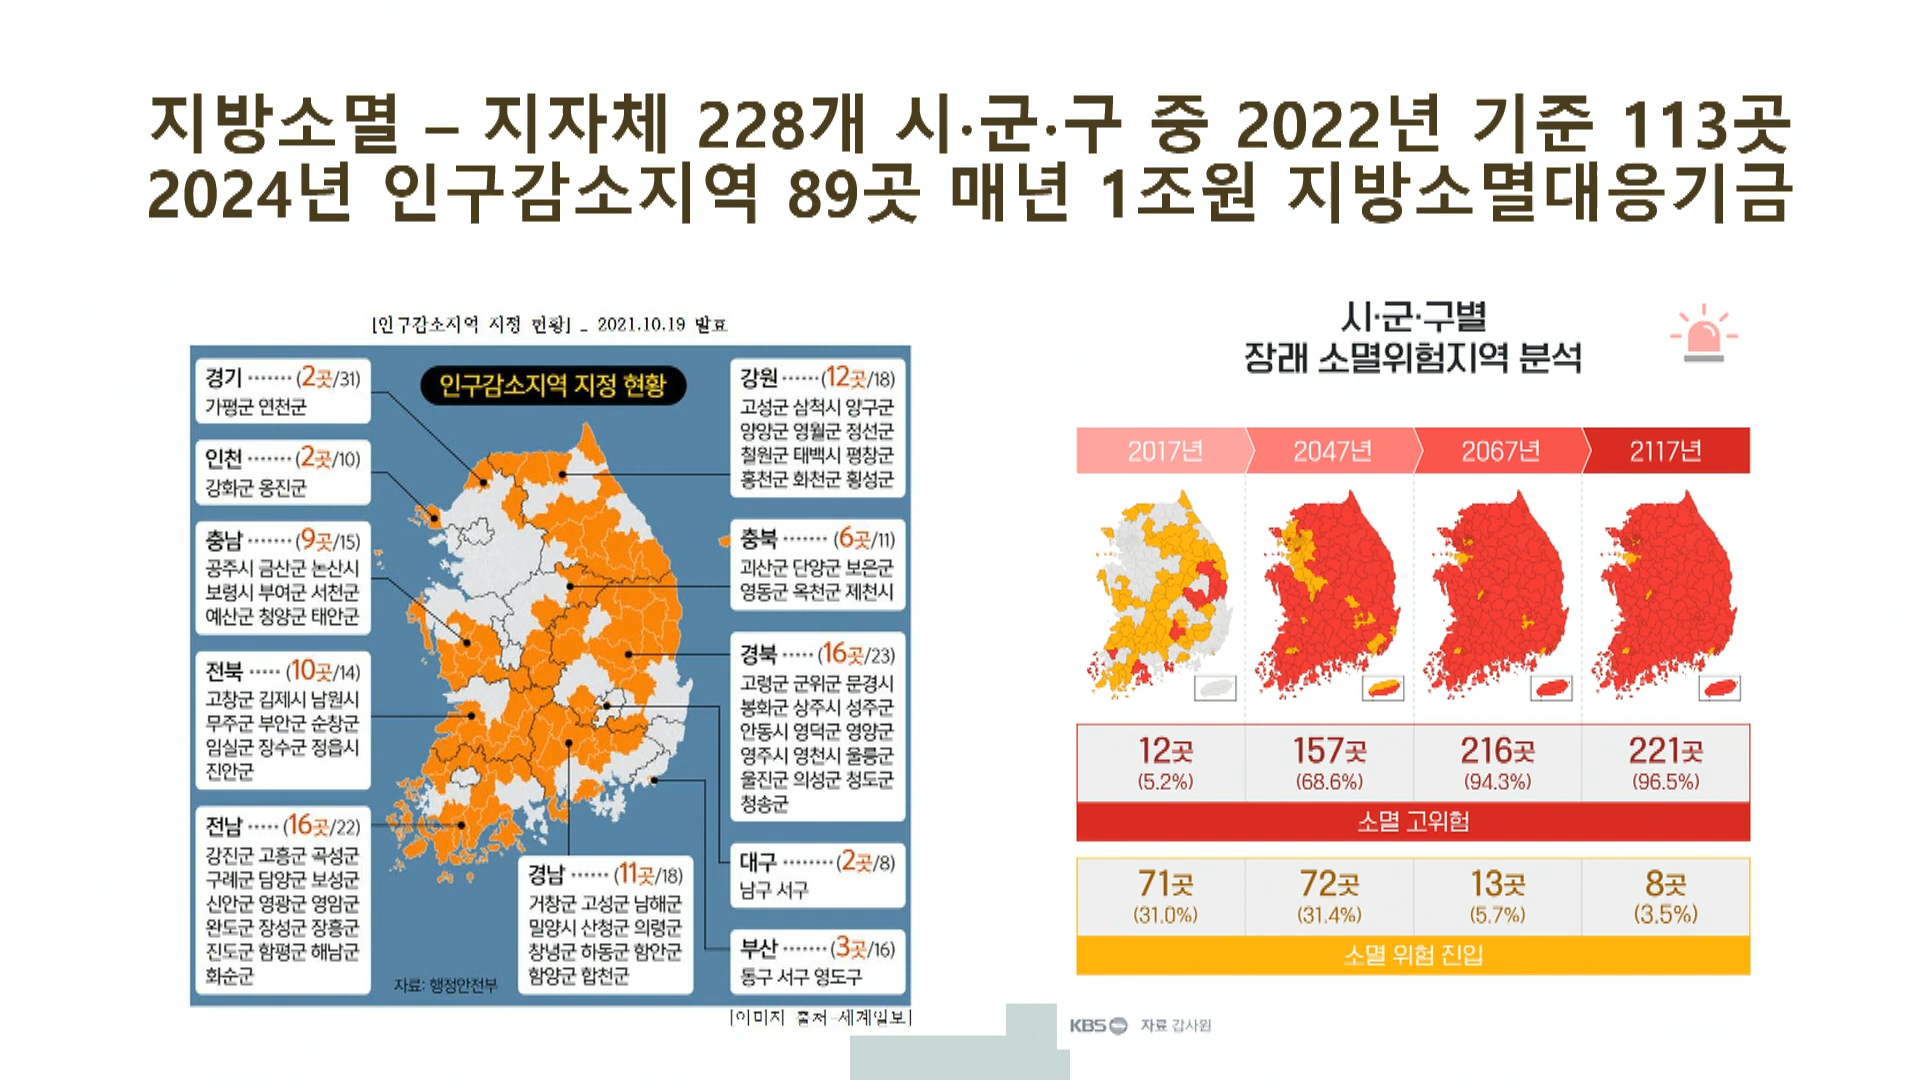 지방소멸 – 지자체 228개 시·군·구 중 2022년 기준 113곳
2024년 인구감소지역 89곳 매년 1조원 지방소멸대응기금
[인구감소지역 지정 현황] - 2021.10.19 발표
인구감소지역 지정 현황
경기 ······· (2곳/31)
가평군 연천군
인천 ······· (2곳/10)
강화군 옹진군
충남 ······· (9곳/15)
공주시 금산군 논산시
보령시 부여군 서천군
예산군 청양군 태안군
전북 ····· (10곳/14)
고창군 김제시 남원시
무주군 부안군 순창군
임실군 장수군 정읍시
진안군
전남 ····· (16곳/22)
강진군 고흥군 곡성군
구례군 담양군 보성군
신안군 영광군 영암군
완도군 장성군 장흥군
진도군 함평군 해남군
화순군
강원 ······ (12곳/18)
고성군 삼척시 양구군
양양군 영월군 정선군
철원군 태백시 평창군
홍천군 화천군 횡성군
충북 ······· (6곳/11)
괴산군 단양군 보은군
영동군 옥천군 제천시
경북 ····· (16곳/23)
고령군 군위군 문경시
봉화군 상주시 성주군
안동시 영덕군 영양군
영주시 영천시 울릉군
울진군 의성군 청도군
청송군
대구 ········ (2곳/8)
남구 서구
부산 ······· (3곳/16)
동구 서구 영도구
경남 ······ (11곳/18)
거창군 고성군 남해군
밀양시 산청군 의령군
창녕군 하동군 함안군
함양군 합천군
자료: 행정안전부
[이미지 출처-세계일보]
시·군·구별
장래 소멸위험지역 분석
2017년 2047년 2067년 2117년
12곳 157곳 216곳 221곳
(5.2%) (68.6%) (94.3%) (96.5%)
소멸 고위험
71곳 72곳 13곳 8곳
(31.0%) (31.4%) (5.7%) (3.5%)
소멸 위험 진입
KBS 자료 감사원